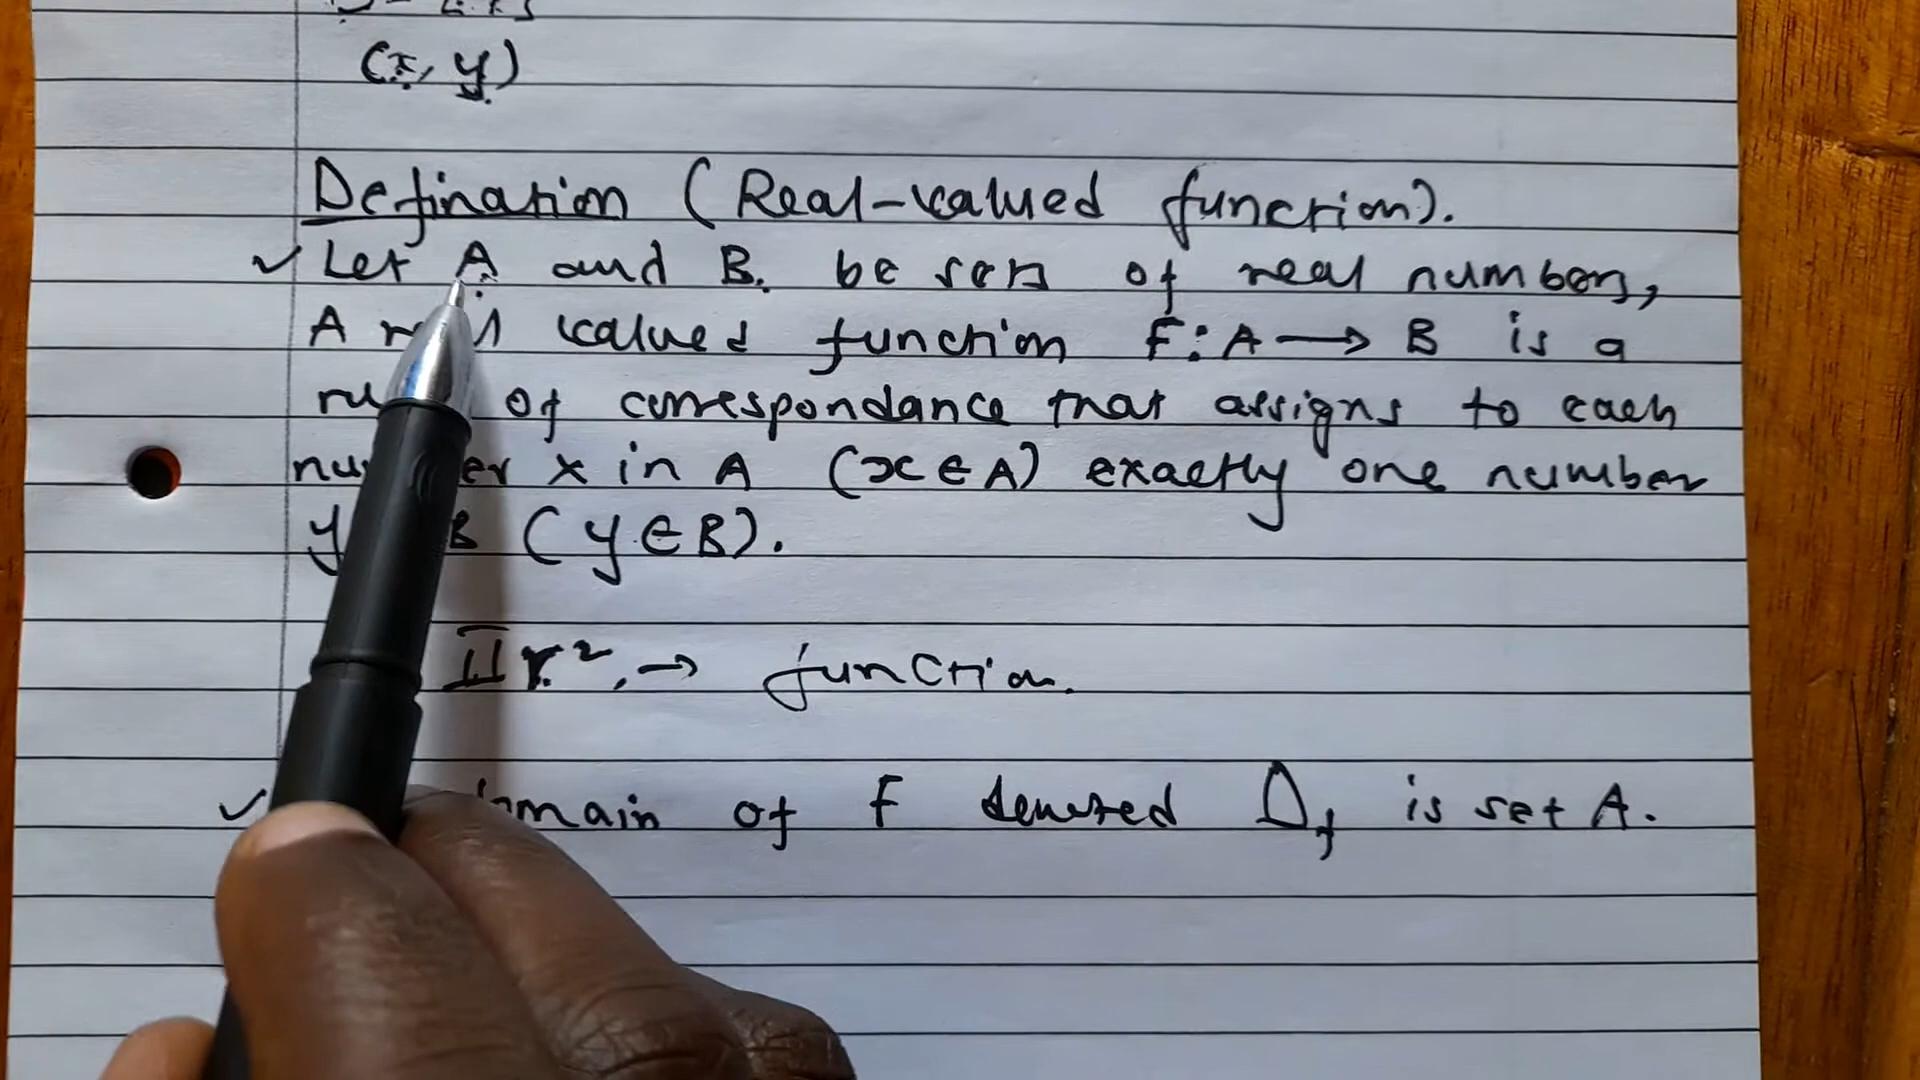 (x, y)
Defination (Real-valued function).
Let A and B. be sets of real numbers,
A valued function F: A → B is a
of correspondance that assigns to each
x in A (x ∈ A) exactly one number
y B (y ∈ B).
πr². → function.
of F denoted D_f is set A.